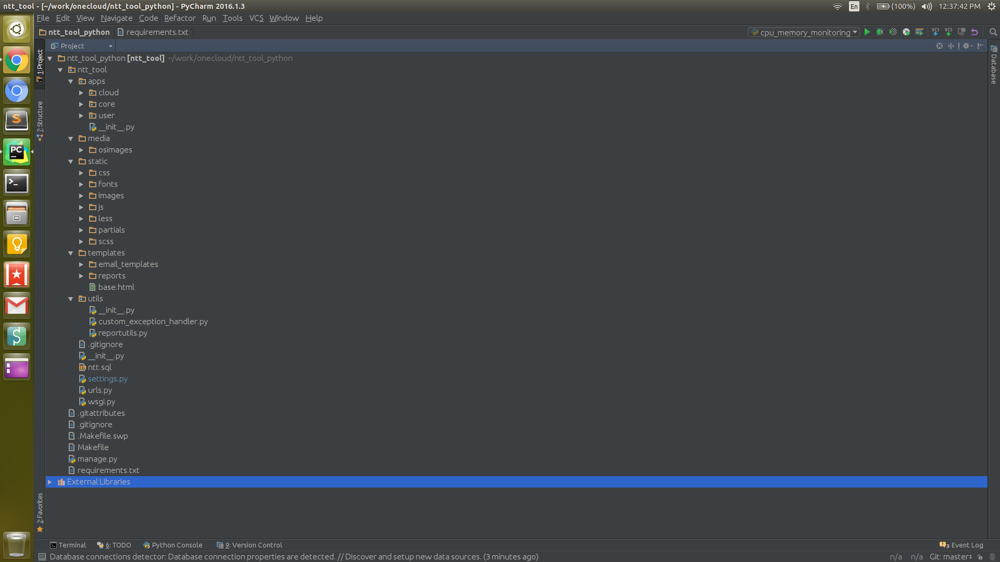 ntt_tool - [~/work/onecloud/ntt_tool_python] - PyCharm 2016.1.3
En (100%) 12:37:42 PM
File Edit View Navigate Code Refactor Run Tools VCS Window Help
ntt_tool_python requirements.txt cpu_memory_monitoring VCS VCS
Project
1: Project
7: Structure
2: Favorites
Database
ntt_tool_python [ntt_tool] ~/work/onecloud/ntt_tool_python
ntt_tool
apps
cloud
core
user
__init__.py
media
osimages
static
css
fonts
images
js
less
partials
scss
templates
email_templates
reports
base.html
utils
__init__.py
custom_exception_handler.py
reportutils.py
.gitignore
__init__.py
ntt.sql
settings.py
urls.py
wsgi.py
.gitattributes
.gitignore
.Makefile.swp
Makefile
manage.py
requirements.txt
External Libraries
Terminal 6: TODO Python Console 9: Version Control 3 Event Log
Database connections detector: Database connection properties are detected. // Discover and setup new data sources. (3 minutes ago) n/a n/a Git: master